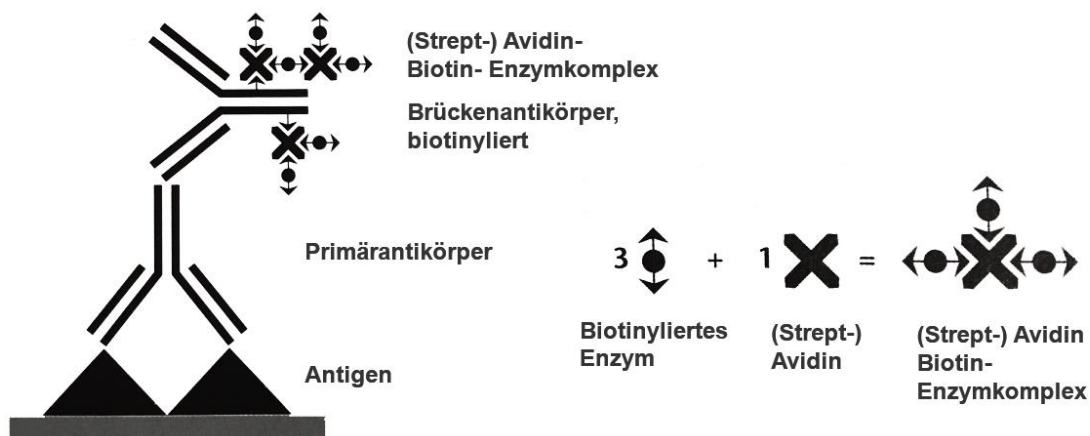 (Strept-) Avidin-
Biotin- Enzymkomplex
Brückenantikörper,
biotinyliert
Primärantikörper
Antigen
3 + 1 =
Biotinyliertes
Enzym
(Strept-)
Avidin
(Strept-) Avidin
Biotin-
Enzymkomplex